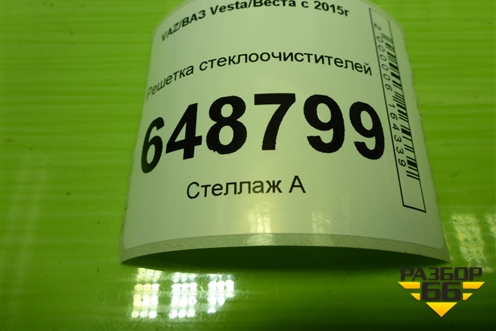 VAZ/ВАЗ Vesta/Веста с 2015г
Решетка стеклоочистителей
648799
Стеллаж А
2000006164339
РАЗБОР
66